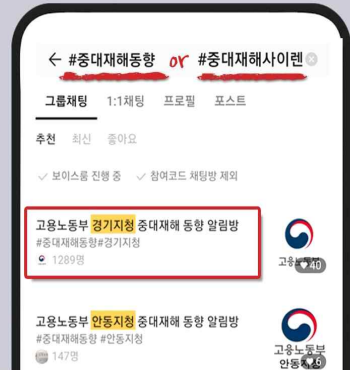 ← #중대재해동향 or #중대재해사이렌
그룹채팅 1:1채팅 프로필 포스트
추천 최신 좋아요
✓ 보이스룸 진행 중 ✓ 참여코드 채팅방 제외
고용노동부 경기지청 중대재해 동향 알림방
#중대재해동향#경기지청
1289명
고용노동부
40
고용노동부 안동지청 중대재해 동향 알림방
#중대재해동향 #안동지청
147명
고용노동부
안동지청
6